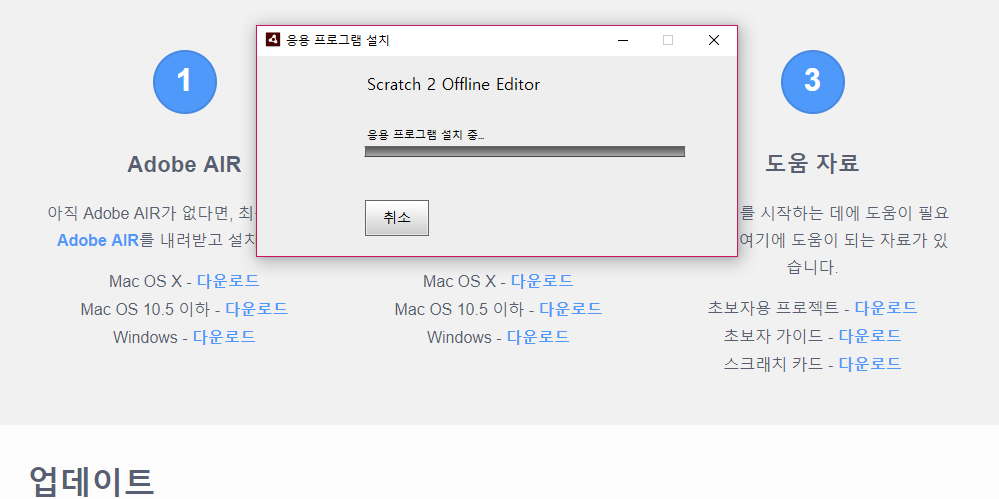 응용 프로그램 설치
Scratch 2 Offline Editor
응용 프로그램 설치 중...
취소
1
Adobe AIR
아직 Adobe AIR가 없다면,
Adobe AIR를 내려받고
Mac OS X - 다운로드
Mac OS 10.5 이하 - 다운로드
Windows - 다운로드
Mac OS X - 다운로드
Mac OS 10.5 이하 - 다운로드
Windows - 다운로드
3
도움 자료
를 시작하는 데에 도움이 필요
여기에 도움이 되는 자료가 있
습니다.
초보자용 프로젝트 - 다운로드
초보자 가이드 - 다운로드
스크래치 카드 - 다운로드
업데이트